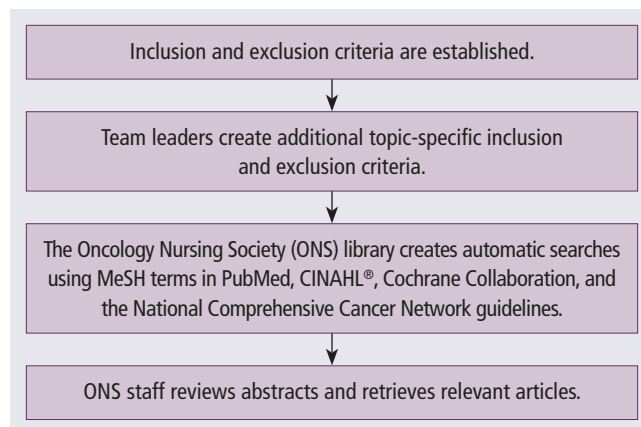 Inclusion and exclusion criteria are established.
Team leaders create additional topic-specific inclusion
and exclusion criteria.
The Oncology Nursing Society (ONS) library creates automatic searches
using MeSH terms in PubMed, CINAHL®, Cochrane Collaboration, and
the National Comprehensive Cancer Network guidelines.
ONS staff reviews abstracts and retrieves relevant articles.